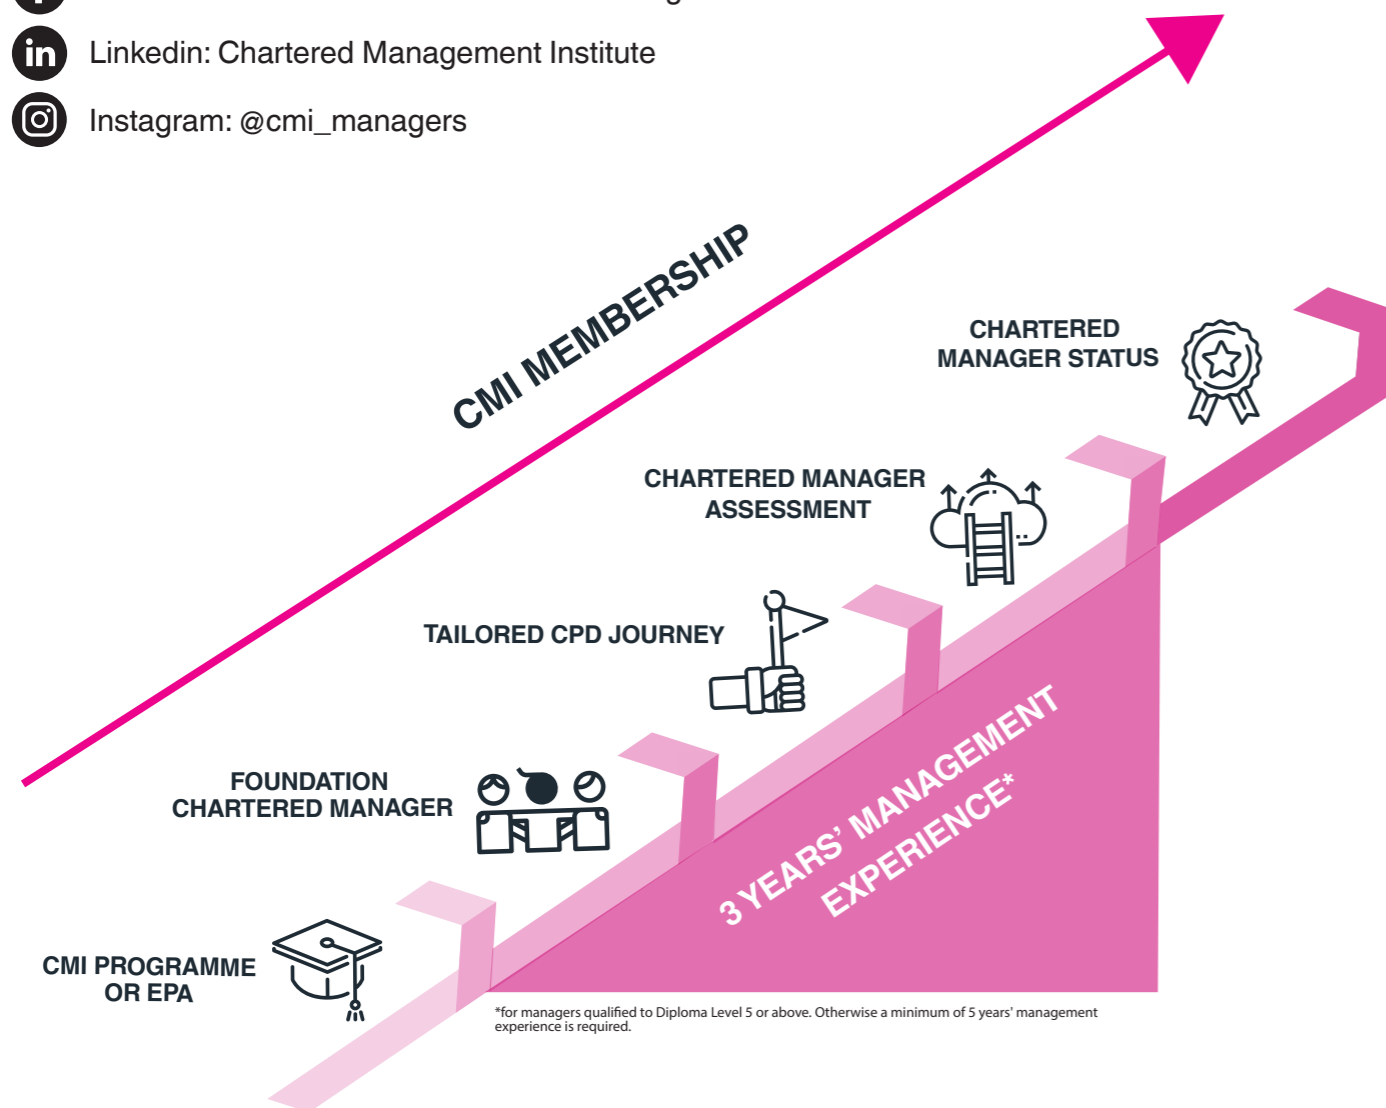 Linkedin: Chartered Management Institute
Instagram: @cmi_managers
CMI MEMBERSHIP
CHARTERED
MANAGER STATUS
CHARTERED MANAGER
ASSESSMENT
TAILORED CPD JOURNEY
FOUNDATION
CHARTERED MANAGER
3 YEARS’ MANAGEMENT
EXPERIENCE*
CMI PROGRAMME
OR EPA
*for managers qualified to Diploma Level 5 or above. Otherwise a minimum of 5 years' management
experience is required.